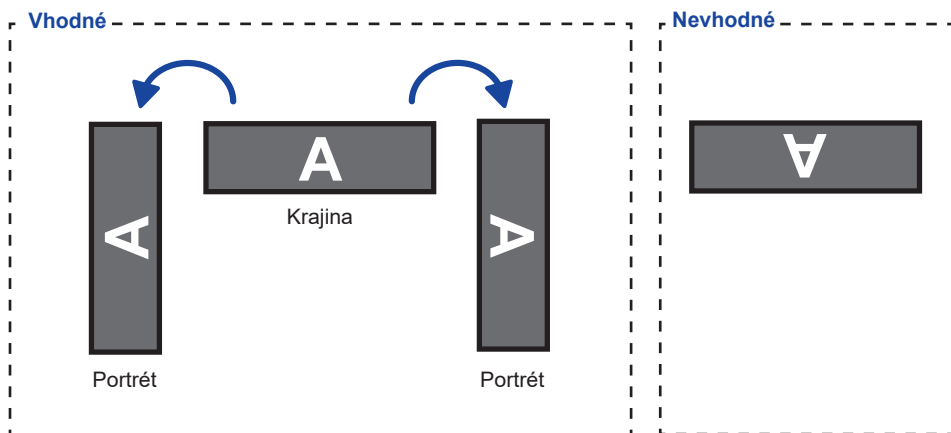 Vhodné
Nevhodné
A
A
A
A
Krajina
Portrét
Portrét